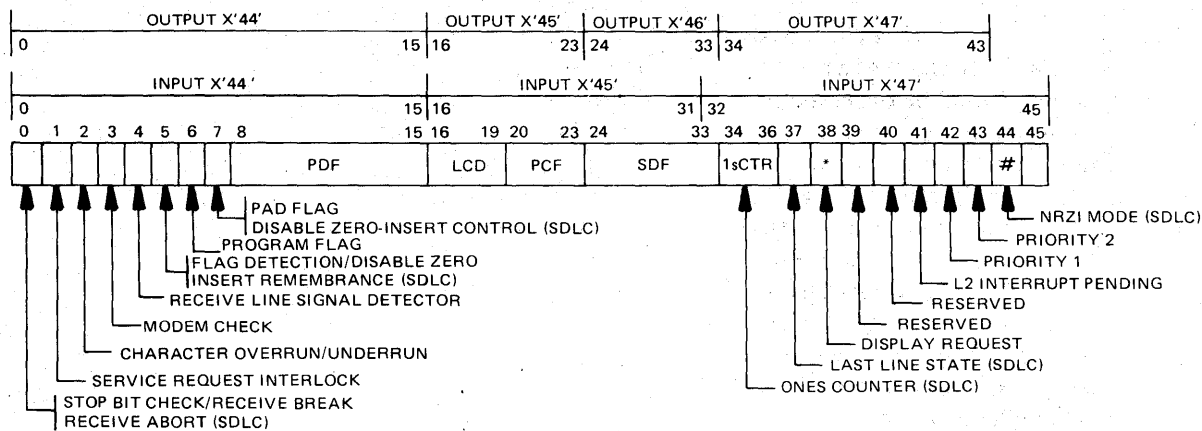 OUTPUT X'44' OUTPUT X'45' OUTPUT X'46' OUTPUT X'47'
0 15 16 23 24 33 34 43
INPUT X'44' INPUT X'45' INPUT X'47'
0 15 16 31 32 45
0 1 2 3 4 5 6 7 8 15 16 19 20 23 24 33 34 36 37 38 39 40 41 42 43 44 45
PDF LCD PCF SDF 1sCTR * #
PAD FLAG
DISABLE ZERO-INSERT CONTROL (SDLC)
PROGRAM FLAG
FLAG DETECTION/DISABLE ZERO
INSERT REMEMBRANCE (SDLC)
RECEIVE LINE SIGNAL DETECTOR
MODEM CHECK
CHARACTER OVERRUN/UNDERRUN
SERVICE REQUEST INTERLOCK
STOP BIT CHECK/RECEIVE BREAK
RECEIVE ABORT (SDLC)
NRZI MODE (SDLC)
PRIORITY 2
PRIORITY 1
L2 INTERRUPT PENDING
RESERVED
RESERVED
DISPLAY REQUEST
LAST LINE STATE (SDLC)
ONES COUNTER (SDLC)